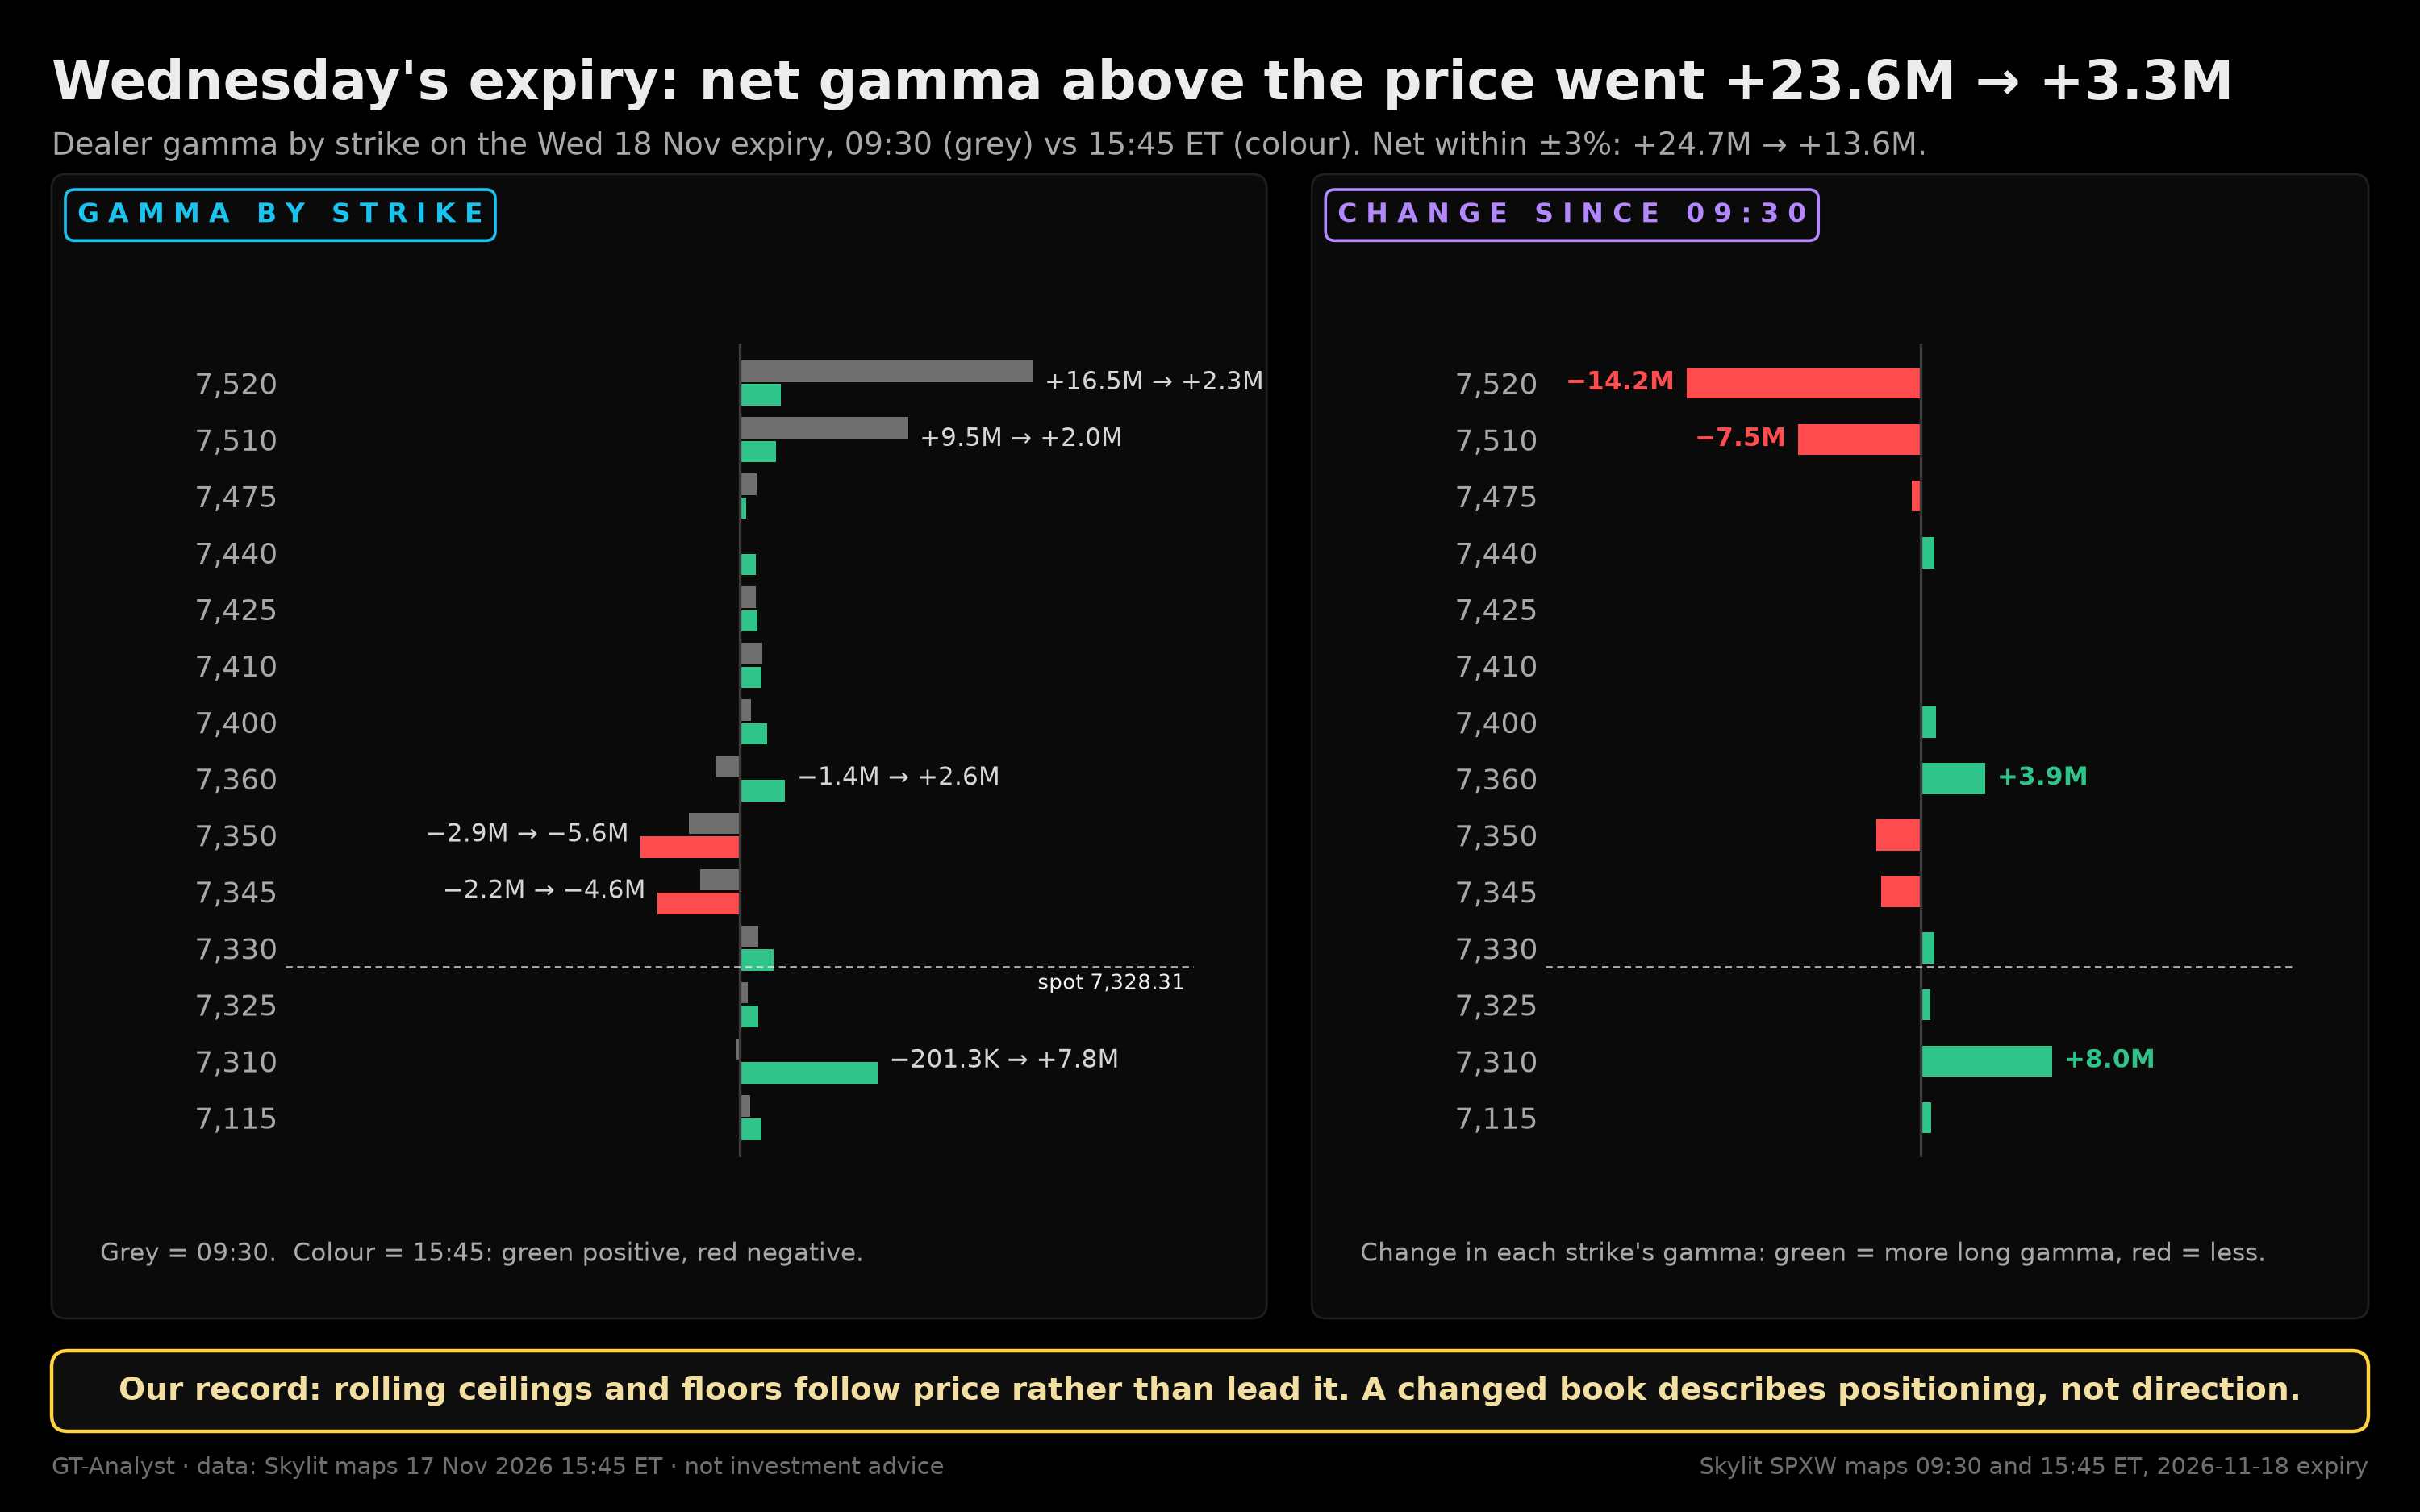 Wednesday's expiry: net gamma above the price went +23.6M → +3.3M
Dealer gamma by strike on the Wed 18 Nov expiry, 09:30 (grey) vs 15:45 ET (colour). Net within ±3%: +24.7M → +13.6M.
GAMMA BY STRIKE
7,520 +16.5M → +2.3M
7,510 +9.5M → +2.0M
7,475
7,440
7,425
7,410
7,400
7,360 −1.4M → +2.6M
−2.9M → −5.6M 7,350
−2.2M → −4.6M 7,345
7,330
spot 7,328.31
7,325
7,310 −201.3K → +7.8M
7,115
Grey = 09:30. Colour = 15:45: green positive, red negative.
CHANGE SINCE 09:30
7,520 −14.2M
7,510 −7.5M
7,475
7,440
7,425
7,410
7,400
7,360 +3.9M
7,350
7,345
7,330
7,325
7,310 +8.0M
7,115
Change in each strike's gamma: green = more long gamma, red = less.
Our record: rolling ceilings and floors follow price rather than lead it. A changed book describes positioning, not direction.
GT-Analyst · data: Skylit maps 17 Nov 2026 15:45 ET · not investment advice
Skylit SPXW maps 09:30 and 15:45 ET, 2026-11-18 expiry